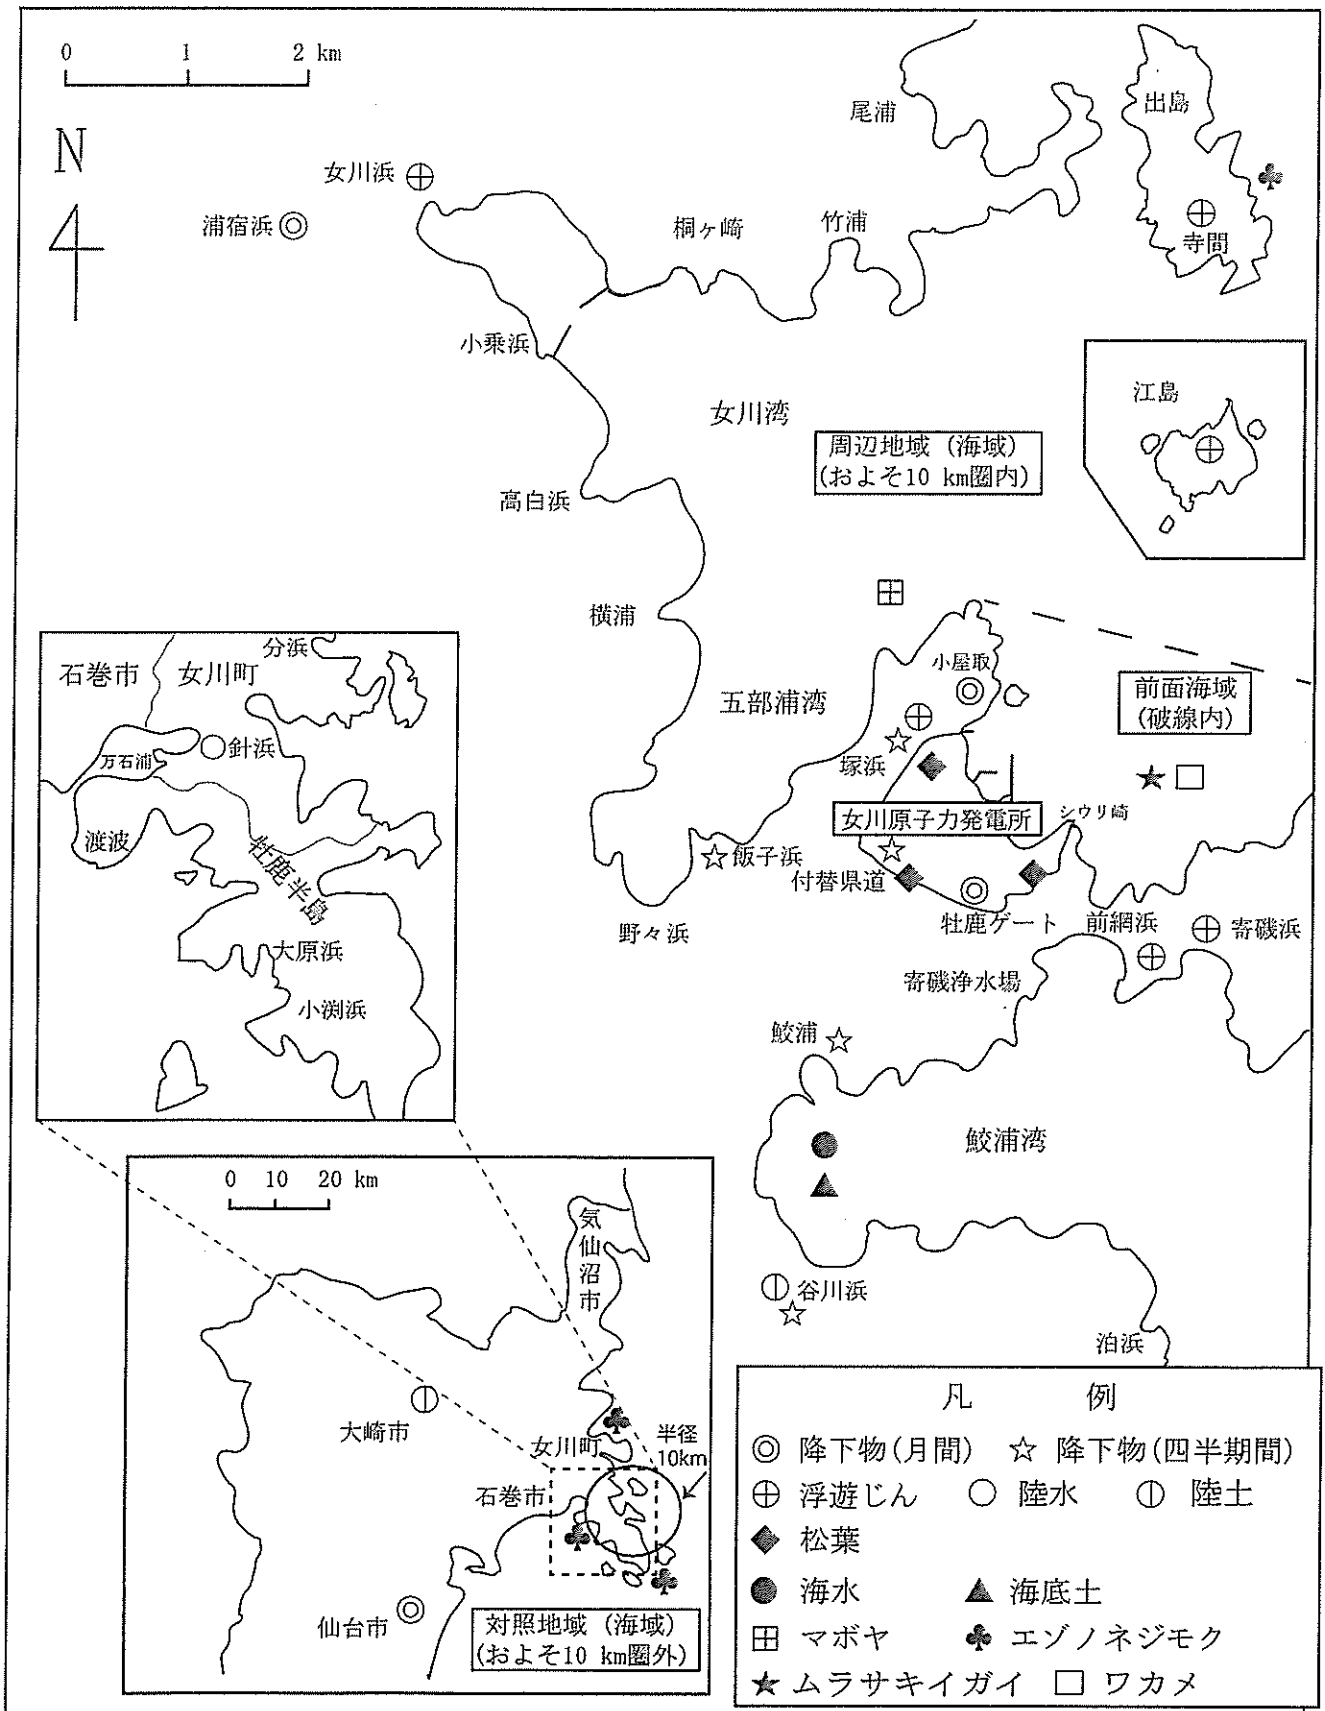 0 1 2 km
N
尾浦
出島
女川浜
浦宿浜
桐ヶ崎
竹浦
寺間
小乗浜
江島
女川湾
周辺地域（海域）
(およそ10 km圏内)
高白浜
横浦
小屋取
五部浦湾
前面海域
(破線内)
塚浜
女川原子力発電所
シウリ崎
飯子浜
付替県道
野々浜
牡鹿ゲート
前網浜
寄磯浜
寄磯浄水場
鮫浦
鮫浦湾
谷川浜
泊浜
石巻市
女川町
分浜
万石浦
針浜
渡波
牡鹿半島
大原浜
小渕浜
0 10 20 km
気仙沼市
大崎市
女川町
半径
10km
石巻市
仙台市
対照地域（海域）
(およそ10 km圏外)
凡 例
◎ 降下物(月間) ☆ 降下物(四半期間)
⊕ 浮遊じん ○ 陸水 ⦶ 陸土
◆ 松葉
● 海水 ▲ 海底土
田 マボヤ ♣ エゾノネジモク
★ ムラサキイガイ □ ワカメ